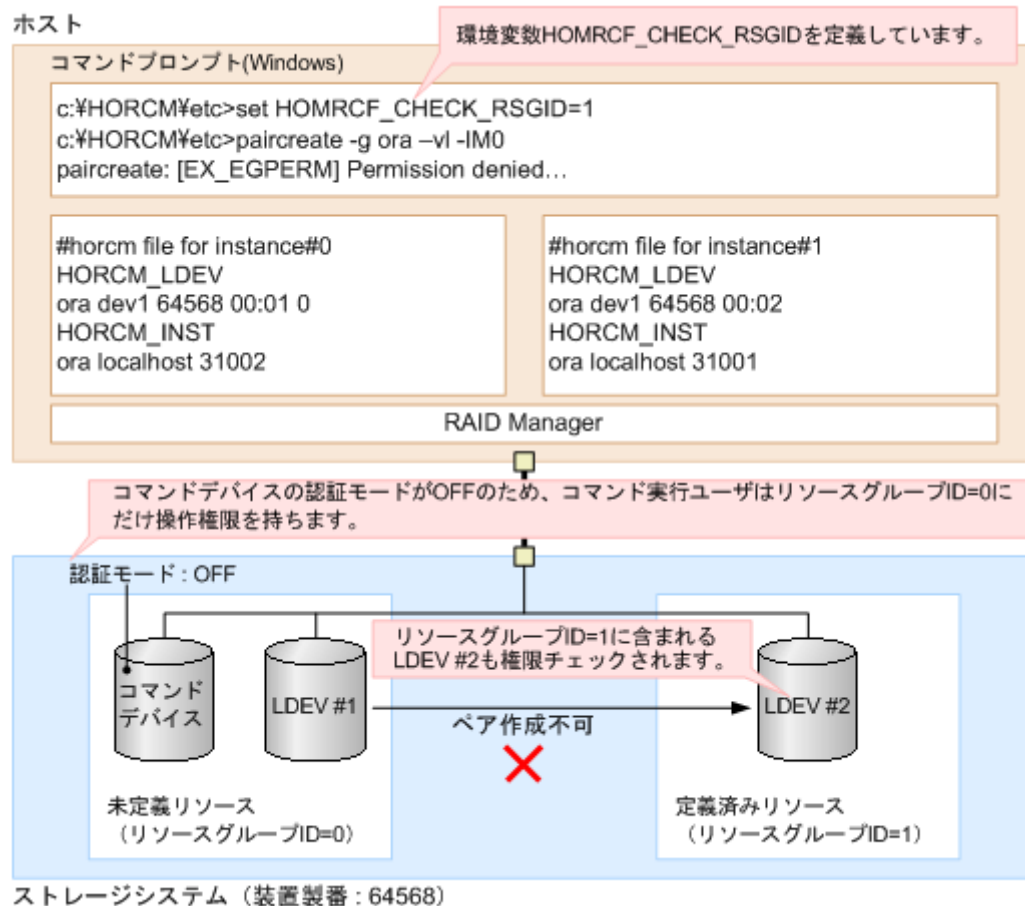 ホスト
環境変数HOMRCF_CHECK_RSGIDを定義しています。
コマンドプロンプト(Windows)
c:¥HORCM¥etc>set HOMRCF_CHECK_RSGID=1
c:¥HORCM¥etc>paircreate -g ora –vl -IM0
paircreate: [EX_EGPERM] Permission denied…
#horcm file for instance#0
HORCM_LDEV
ora dev1 64568 00:01 0
HORCM_INST
ora localhost 31002
#horcm file for instance#1
HORCM_LDEV
ora dev1 64568 00:02
HORCM_INST
ora localhost 31001
RAID Manager
コマンドデバイスの認証モードがOFFのため、コマンド実行ユーザはリソースグループID=0に
だけ操作権限を持ちます。
認証モード : OFF
リソースグループID=1に含まれる
LDEV #2も権限チェックされます。
コマンド
デバイス
LDEV #1
LDEV #2
ペア作成不可
未定義リソース
（リソースグループID=0）
定義済みリソース
（リソースグループID=1）
ストレージシステム（装置製番 : 64568）